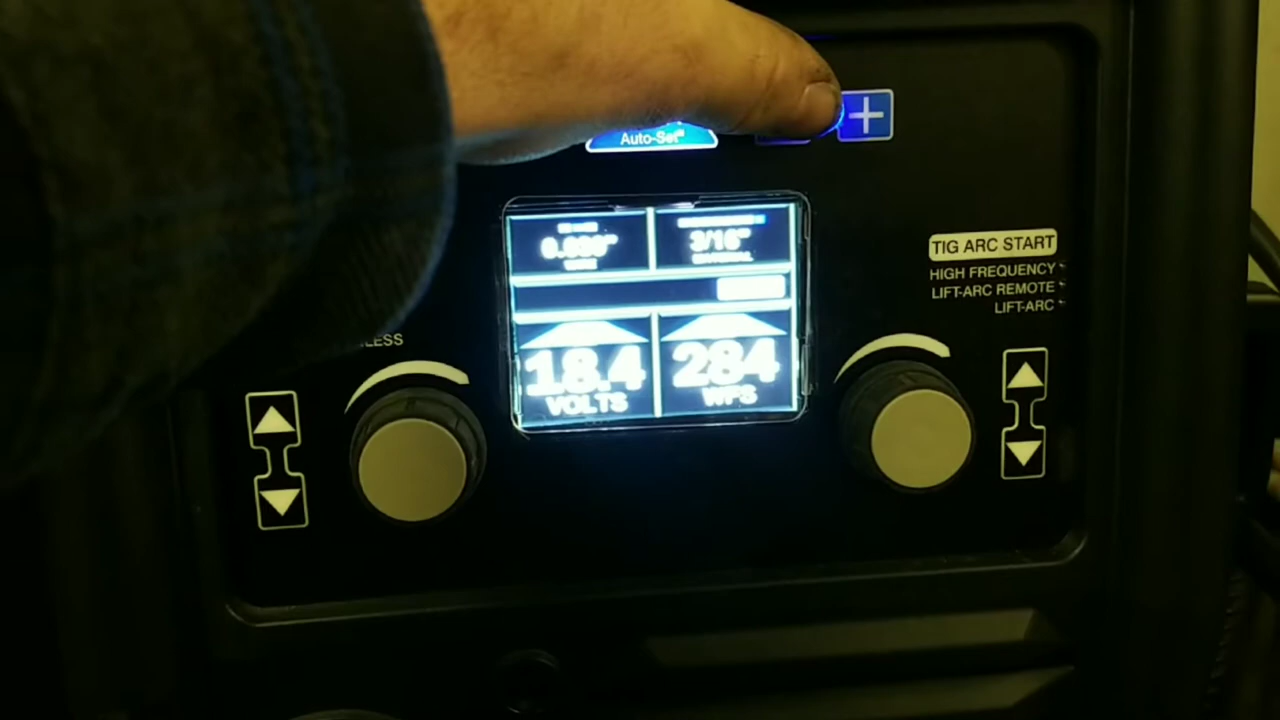 Auto-Set
3/16"
TIG ARC START
HIGH FREQUENCY
LIFT-ARC REMOTE
LIFT-ARC
LESS
18.4
VOLTS
284
WFS